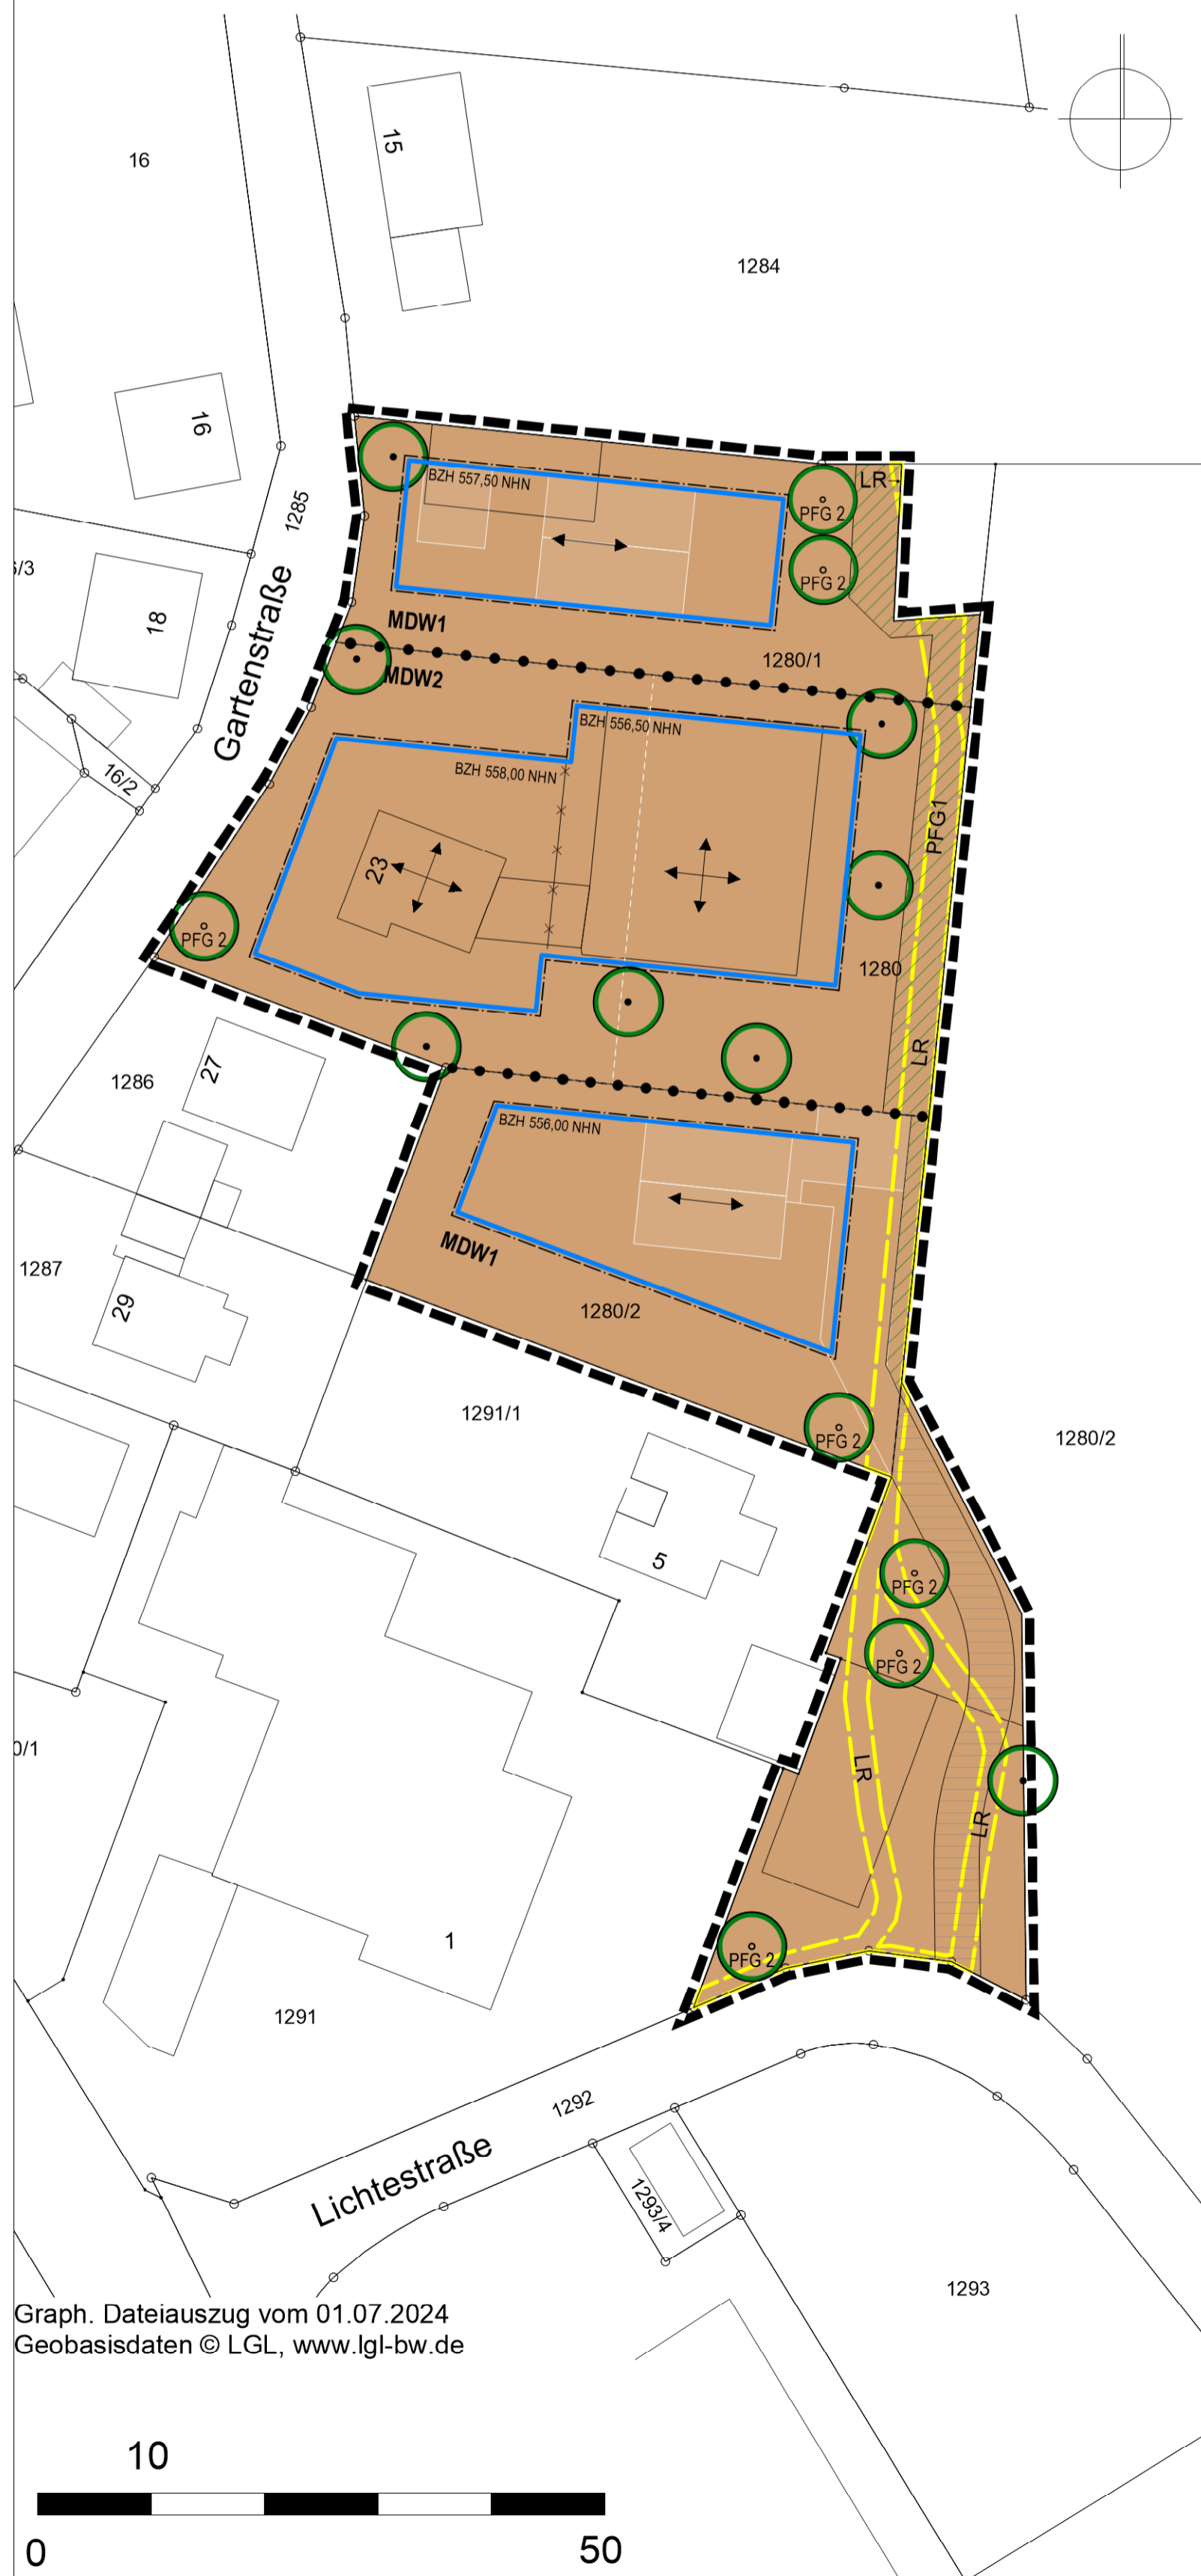 16
15
1284
16
1285
LR
BZH 557,50 NHN
PFG 2
PFG 2
18
Gartenstraße
MDW1
1280/1
MDW2
BZH 556,50 NHN
BZH 558,00 NHN
16/2
PFG1
23
PFG 2
1280
27
1286
LR
BZH 556,00 NHN
MDW1
1287
29
1280/2
1291/1
PFG 2
1280/2
5
PFG 2
PFG 2
0/1
LR
LR
1
PFG 2
1291
1292
Lichtestraße
1293/4
1293
Graph. Dateiauszug vom 01.07.2024
Geobasisdaten © LGL, www.lgl-bw.de
10
0
50